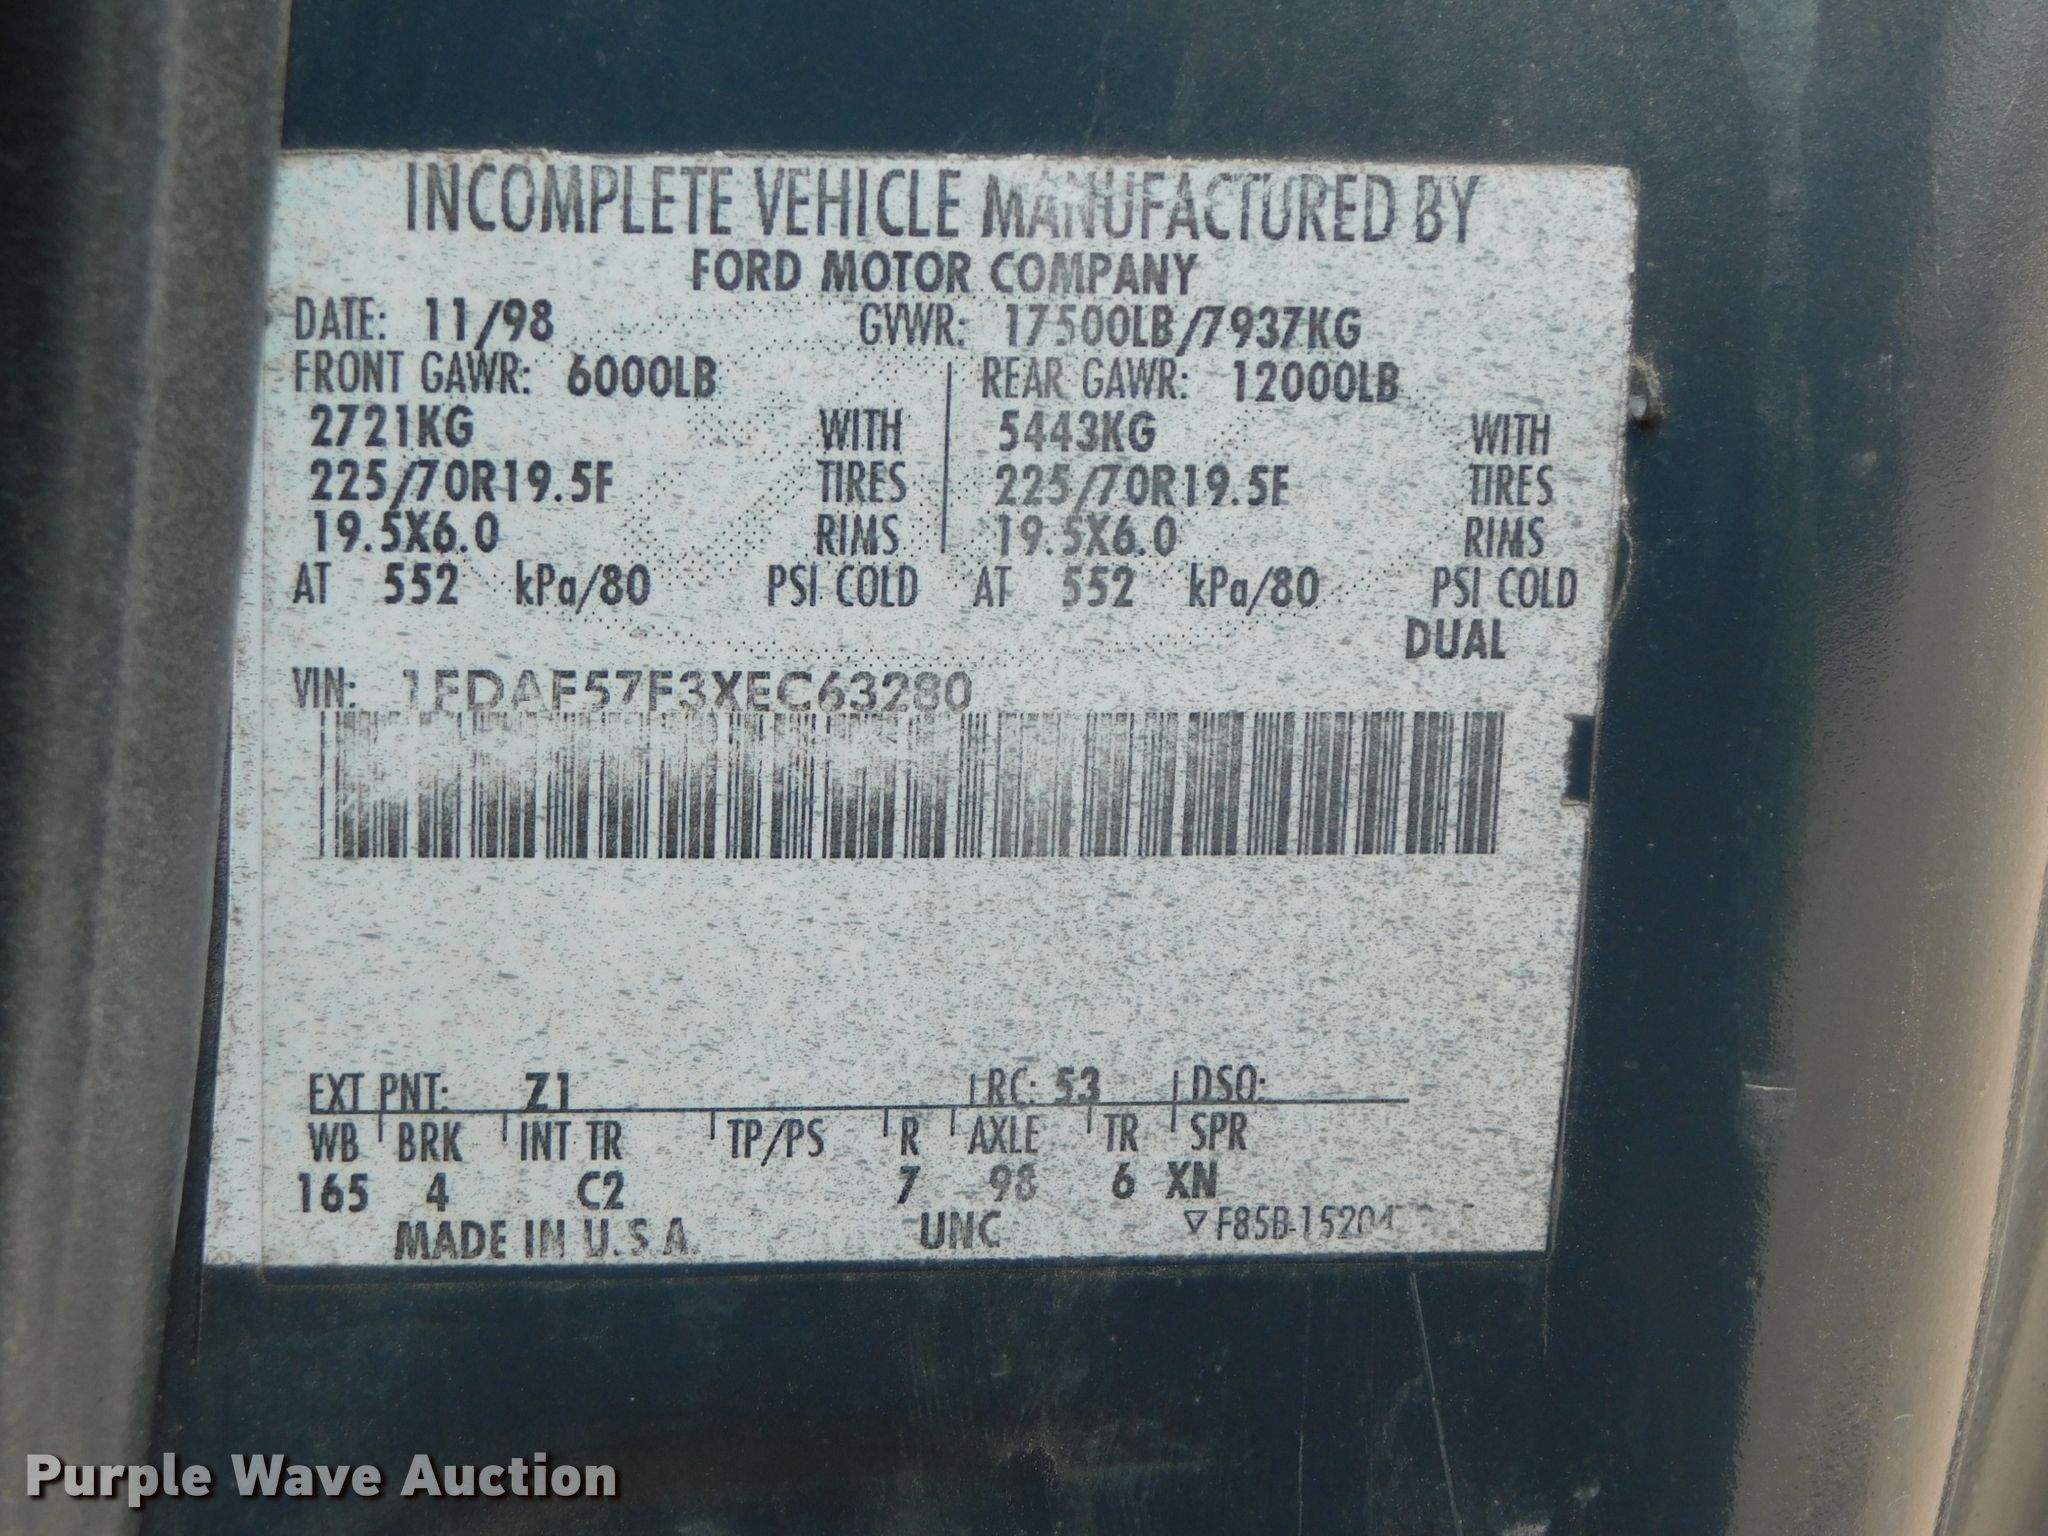 INCOMPLETE VEHICLE MANUFACTURED BY
FORD MOTOR COMPANY
DATE: 11/98 GVWR: 17500LB/7937KG
FRONT GAWR: 6000LB REAR GAWR: 12000LB
2721KG WITH 5443KG WITH
225/70R19.5F TIRES 225/70R19.5F TIRES
19.5X6.0 RIMS 19.5X6.0 RIMS
AT 552 kPa/80 PSI COLD AT 552 kPa/80 PSI COLD
DUAL
VIN: 1FDAF57F3XEC63280
EXT PNT: Z1 RC: 53 DSO:
WB BRK INT TR TP/PS R AXLE TR SPR
165 4 C2 7 98 6 XN
MADE IN U.S.A. UNC
Purple Wave Auction